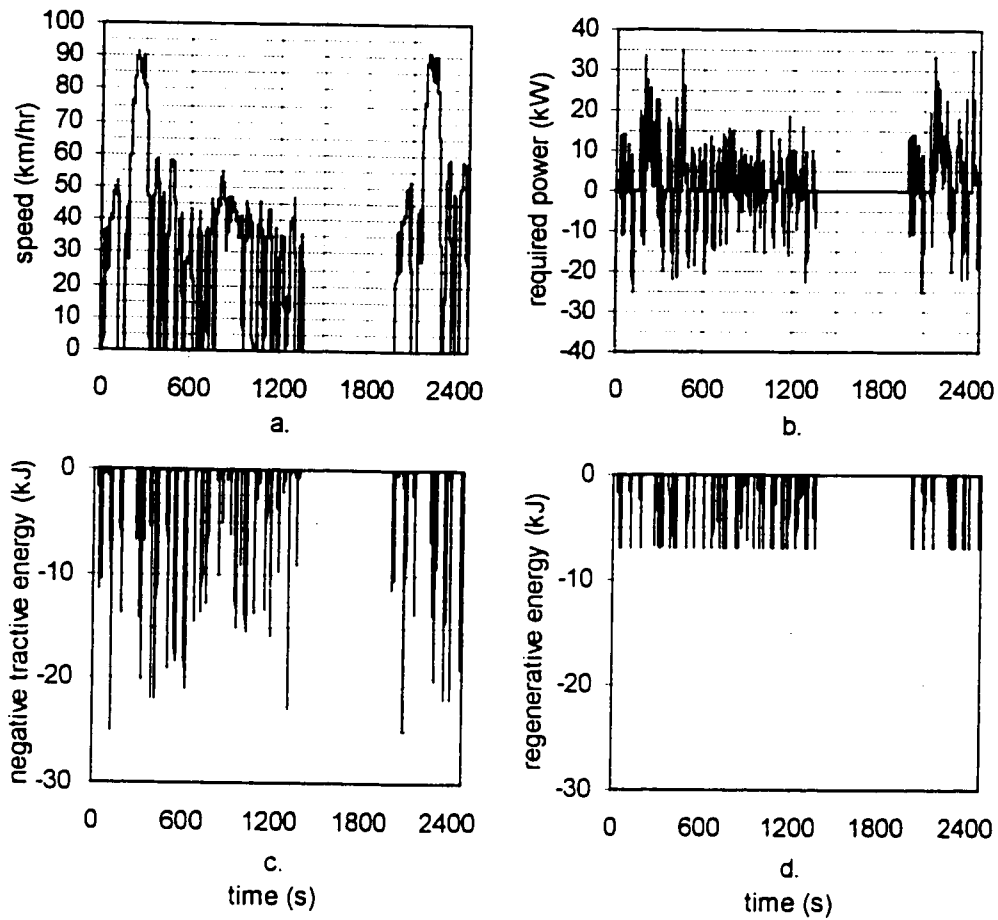 speed (km/hr)
100
90
80
70
60
50
40
30
20
10
0
0 600 1200 1800 2400
a.
required power (kW)
40
30
20
10
0
-10
-20
-30
-40
0 600 1200 1800 2400
b.
negative tractive energy (kJ)
0
-10
-20
-30
0 600 1200 1800 2400
c.
time (s)
regenerative energy (kJ)
0
-10
-20
-30
0 600 1200 1800 2400
d.
time (s)